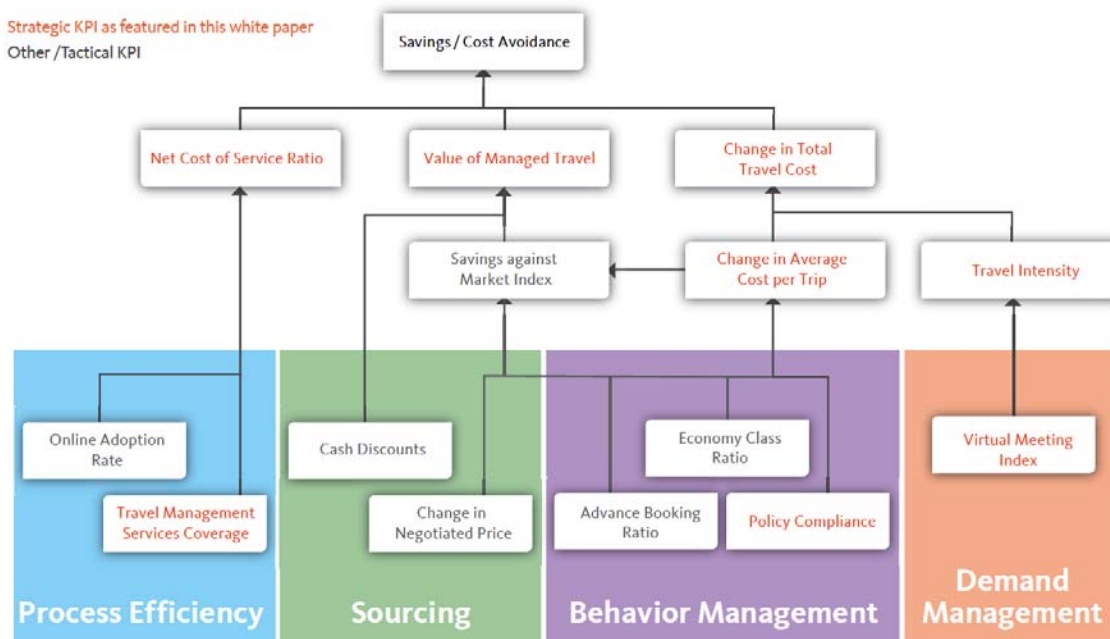 Strategic KPI as featured in this white paper
Other /Tactical KPI
Savings / Cost Avoidance
Net Cost of Service Ratio
Value of Managed Travel
Change in Total
Travel Cost
Savings against
Market Index
Change in Average
Cost per Trip
Travel Intensity
Online Adoption
Rate
Travel Management
Services Coverage
Cash Discounts
Change in
Negotiated Price
Economy Class
Ratio
Advance Booking
Ratio
Policy Compliance
Virtual Meeting
Index
Process Efficiency
Sourcing
Behavior Management
Demand
Management